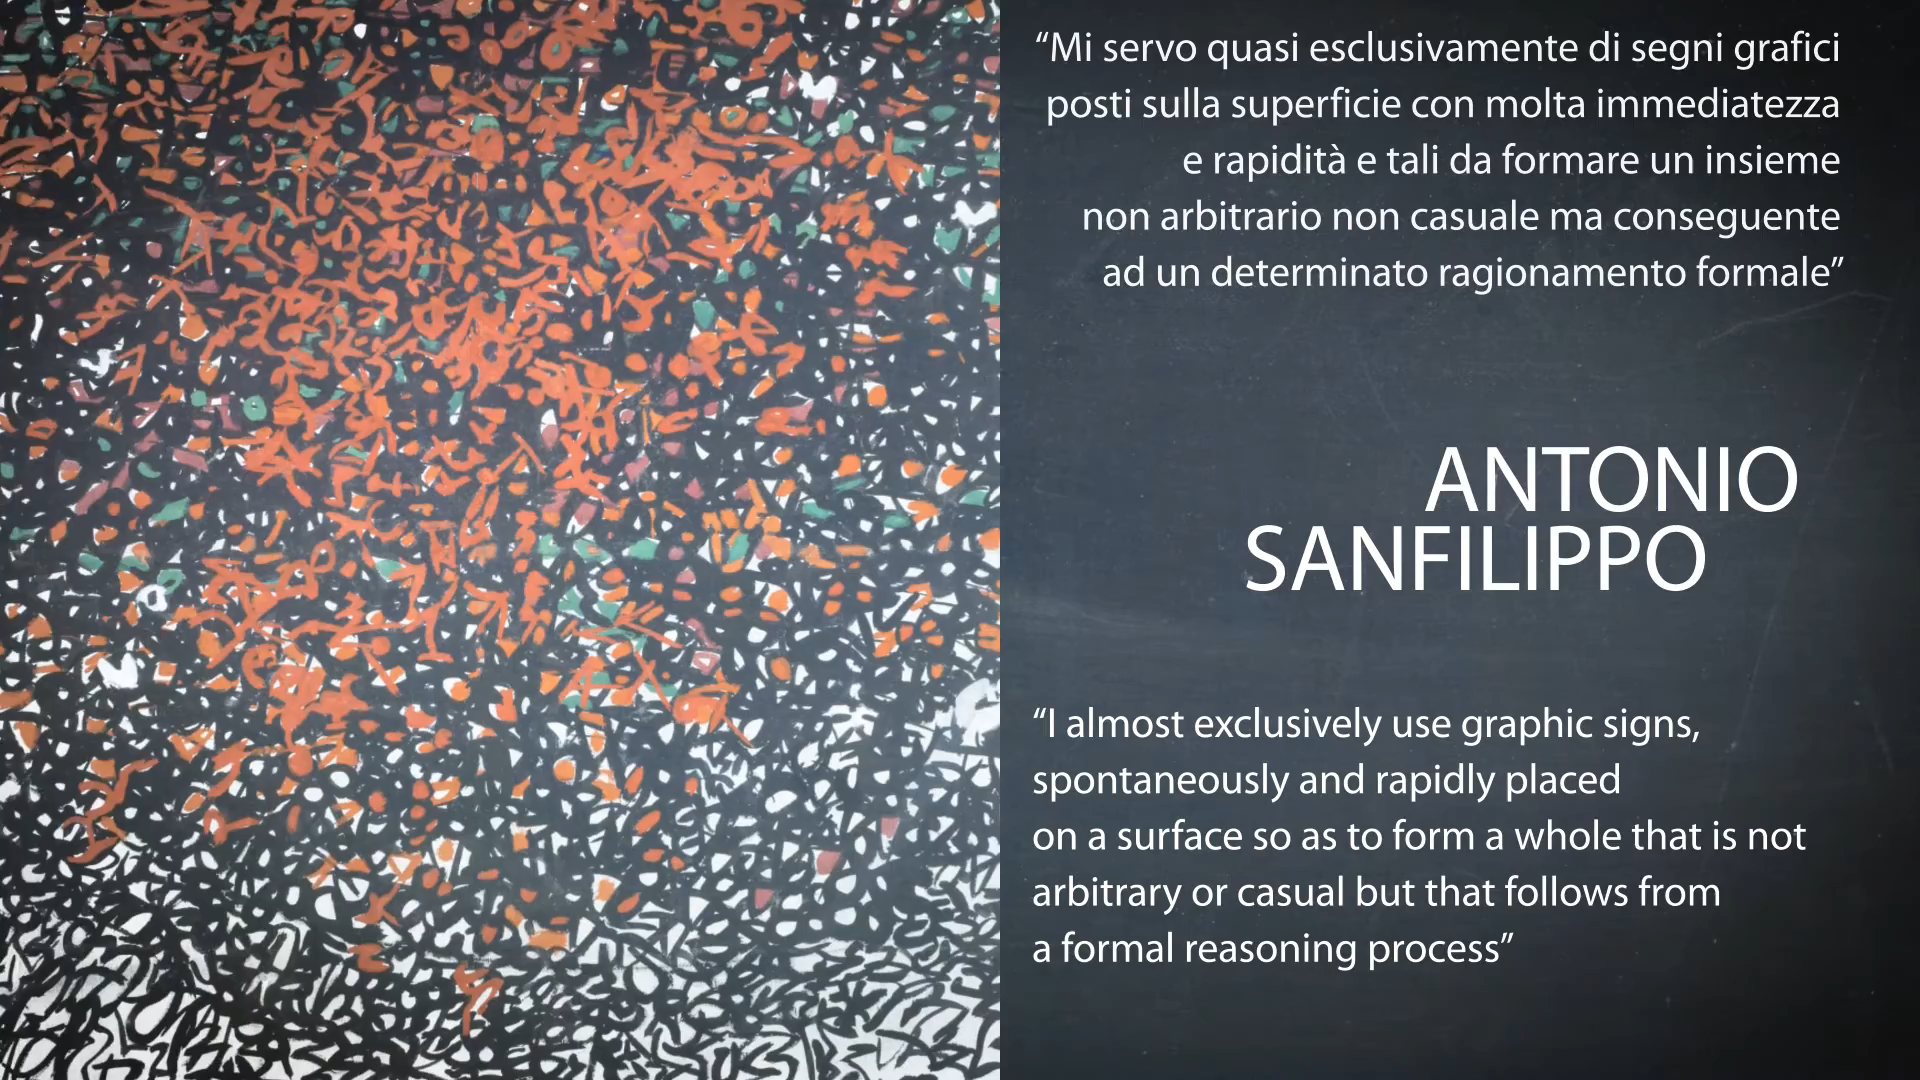 “Mi servo quasi esclusivamente di segni grafici
posti sulla superficie con molta immediatezza
e rapidità e tali da formare un insieme
non arbitrario non casuale ma conseguente
ad un determinato ragionamento formale”
ANTONIO
SANFILIPPO
“I almost exclusively use graphic signs,
spontaneously and rapidly placed
on a surface so as to form a whole that is not
arbitrary or casual but that follows from
a formal reasoning process”